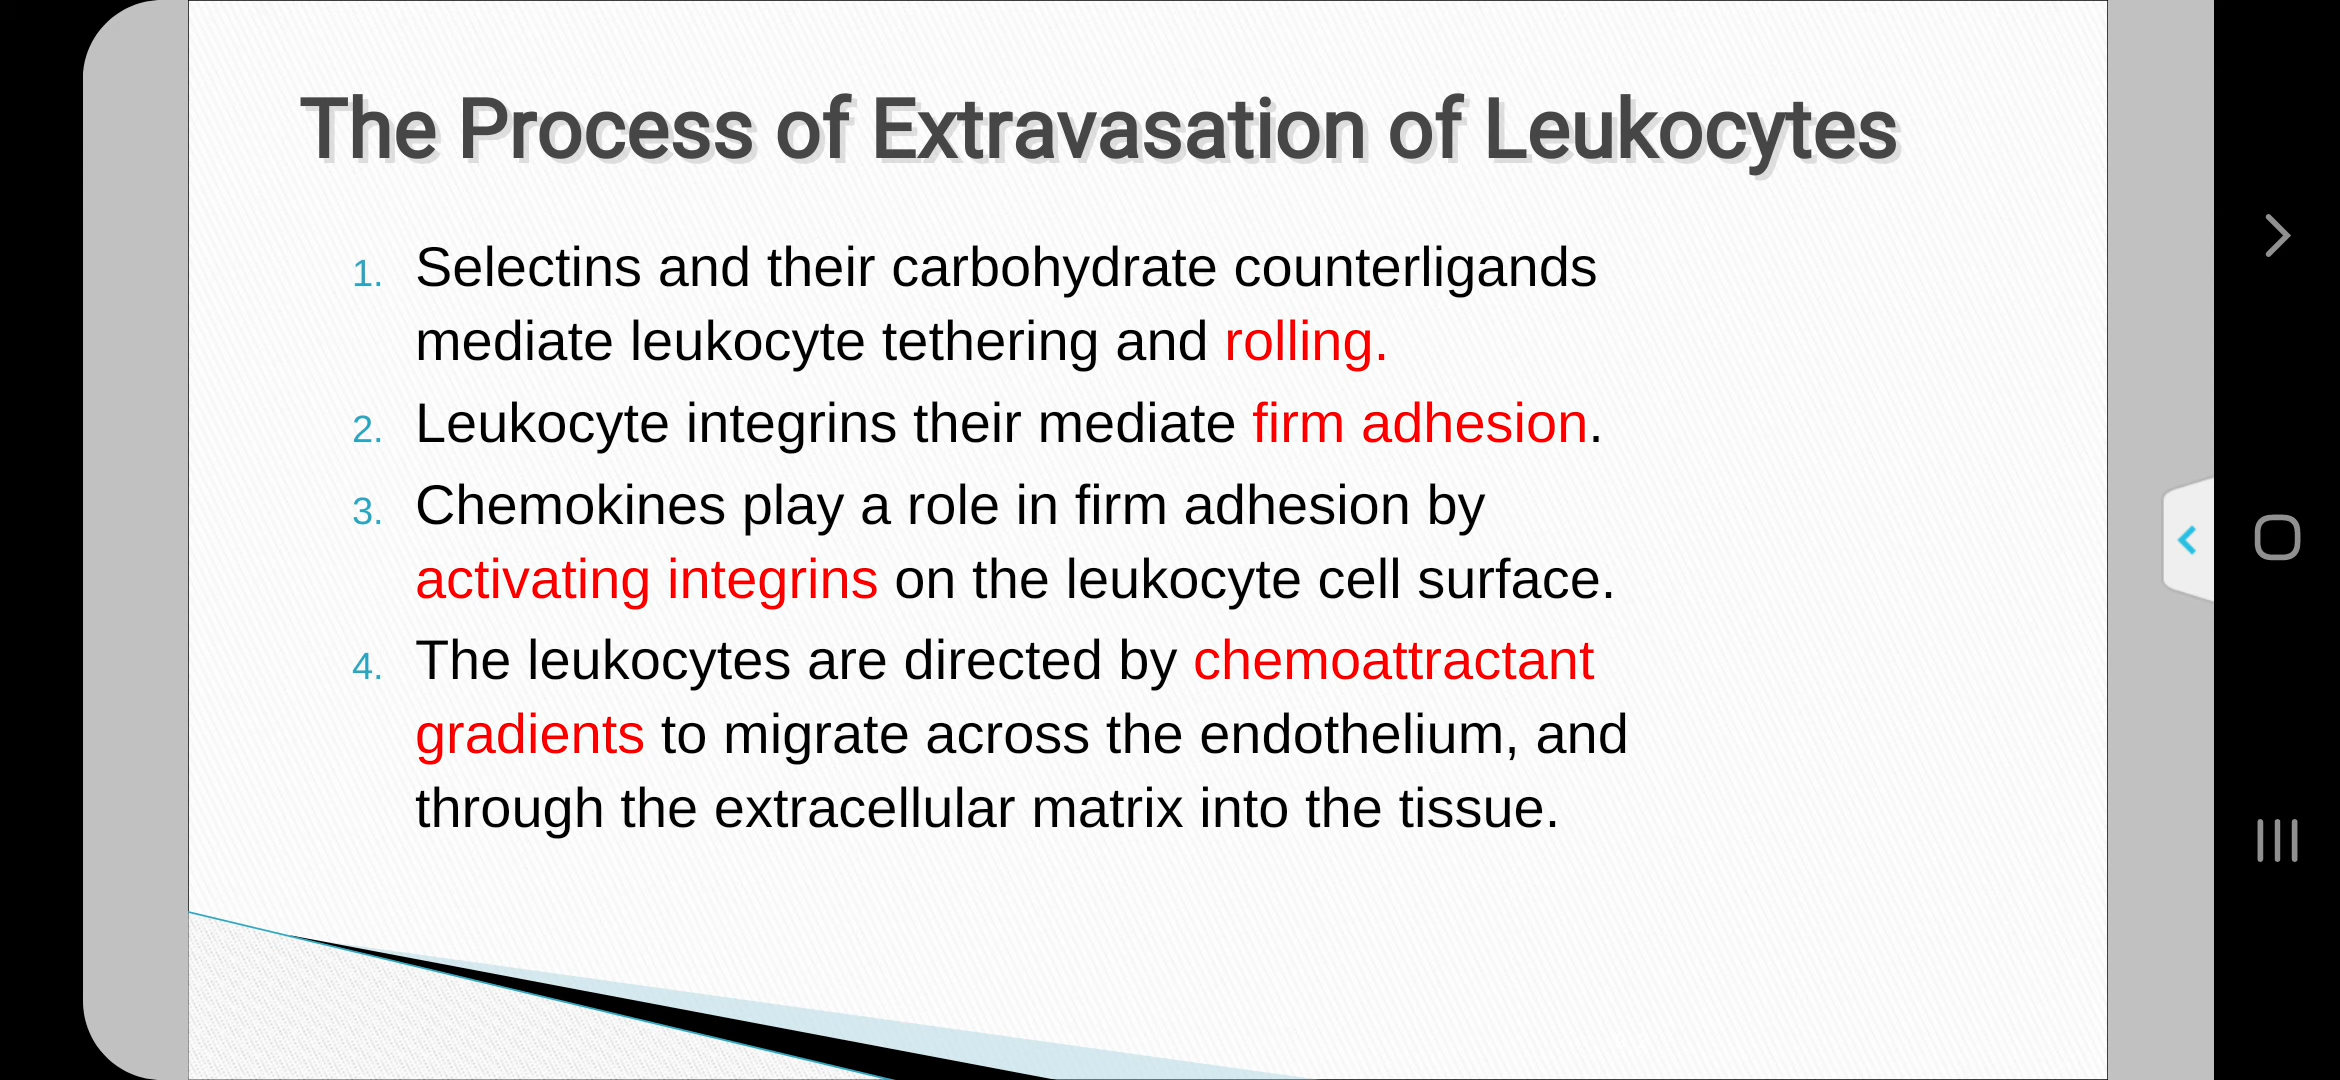 The Process of Extravasation of Leukocytes
1. Selectins and their carbohydrate counterligands
mediate leukocyte tethering and rolling.
2. Leukocyte integrins their mediate firm adhesion.
3. Chemokines play a role in firm adhesion by
activating integrins on the leukocyte cell surface.
4. The leukocytes are directed by chemoattractant
gradients to migrate across the endothelium, and
through the extracellular matrix into the tissue.